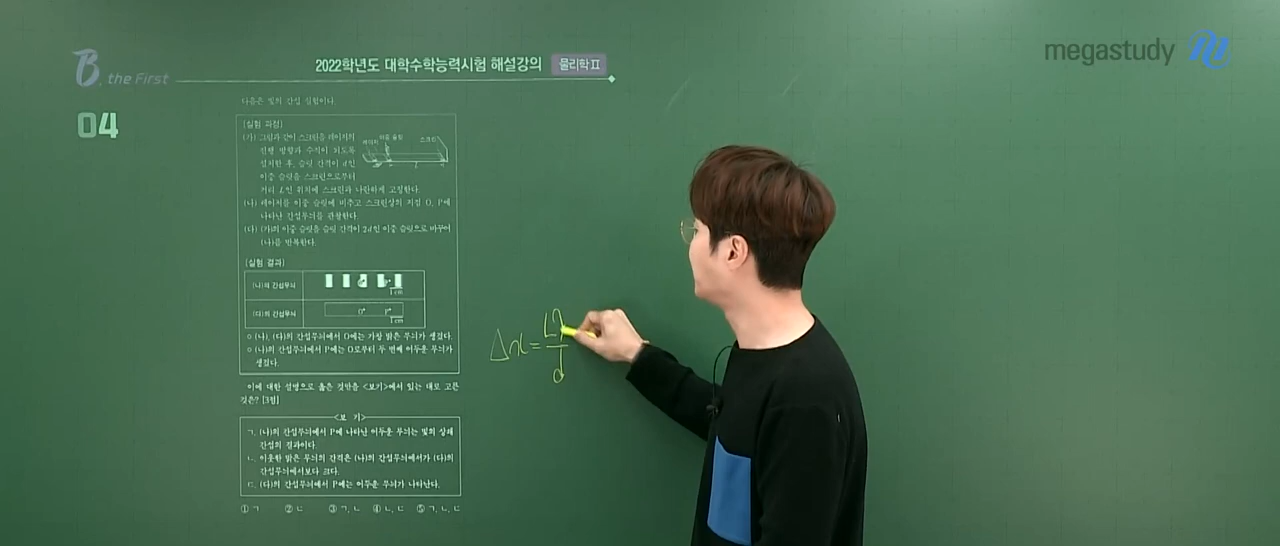 B. the First
2022학년도 대학수학능력시험 해설강의 물리학Ⅱ
megastudy
04
다음은 빛의 간섭 실험이다.
[실험 과정]
(가) 그림과 같이 스크린을 레이저의
진행 방향과 수직이 되도록
설치한 후, 슬릿 간격이 d인
이중 슬릿을 스크린으로부터
거리 L인 위치에 스크린과 나란하게 고정한다.
레이저 이중 슬릿 스크린
(나) 레이저를 이중 슬릿에 비추고 스크린상의 지점 O, P에
나타난 간섭무늬를 관찰한다.
(다) (가)의 이중 슬릿을 슬릿 간격이 2d인 이중 슬릿으로 바꾸어
(나)를 반복한다.
[실험 결과]
(나)의 간섭무늬 1 cm
(다)의 간섭무늬 O P 1 cm
○ (나), (다)의 간섭무늬에서 O에는 가장 밝은 무늬가 생겼다.
○ (나)의 간섭무늬에서 P에는 O로부터 두 번째 어두운 무늬가
생겼다.
이에 대한 설명으로 옳은 것만을 <보기>에서 있는 대로 고른
것은? [3점]
<보 기>
ㄱ. (나)의 간섭무늬에서 P에 나타난 어두운 무늬는 빛의 상쇄
간섭의 결과이다.
ㄴ. 이웃한 밝은 무늬의 간격은 (나)의 간섭무늬에서가 (다)의
간섭무늬에서보다 크다.
ㄷ. (다)의 간섭무늬에서 P에는 어두운 무늬가 나타난다.
① ㄱ ② ㄴ ③ ㄱ, ㄴ ④ ㄴ, ㄷ ⑤ ㄱ, ㄴ, ㄷ
Δx = Lλ
d